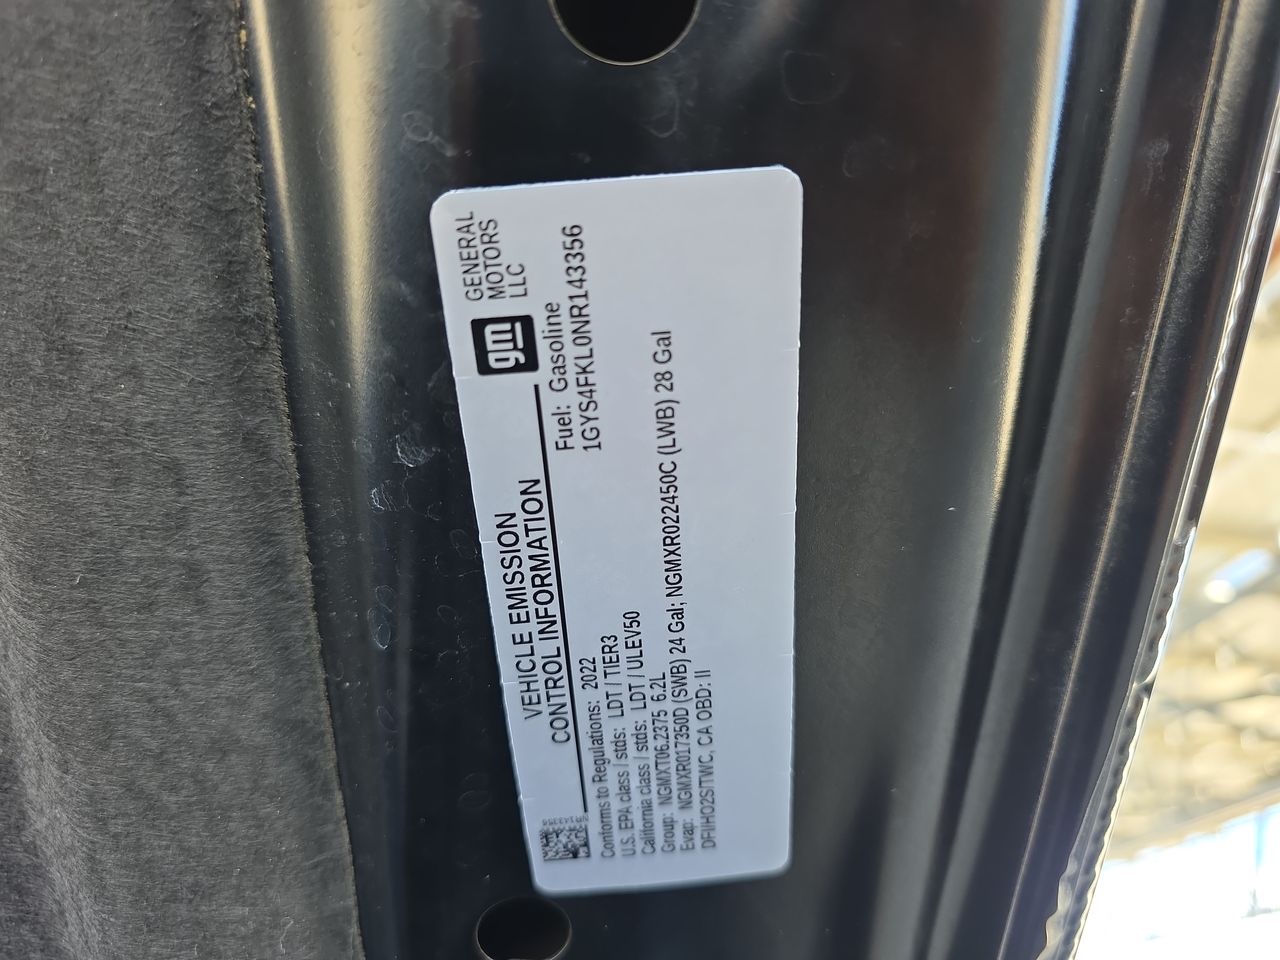 VEHICLE EMISSION
CONTROL INFORMATION
gm
GENERAL
MOTORS
LLC
NR143356
Conforms to Regulations: 2022
Fuel: Gasoline
U.S. EPA class / stds: LDT / TIER3
1GYS4FKL0NR143356
California class / stds: LDT / ULEV50
Group: NGMXT06.2375 6.2L
Evap: NGMXR017350D (SWB) 24 Gal; NGMXR022450C (LWB) 28 Gal
DFI/HO2S/TWC, CA OBD: II